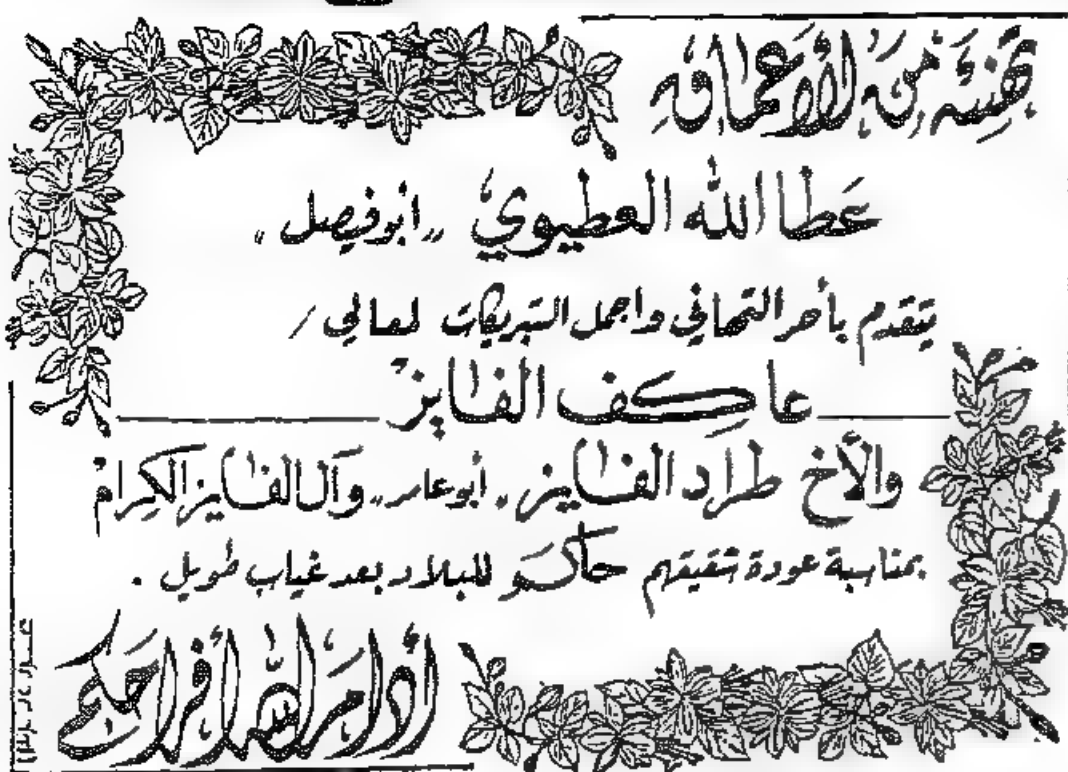 تهنئة من الأعماق
عطا الله العطيوي „أبو فيصل“
يتقدم بأحر التهاني واجمل التبريكات لمعالي /
عاكف الفايز
والأخ طراد الفايز „أبو عامر„ وآل الفايز الكرام
بمناسبة عودة شقيقهم حاكم للبلاد بعد غياب طويل .
أدام الله أفراحكم